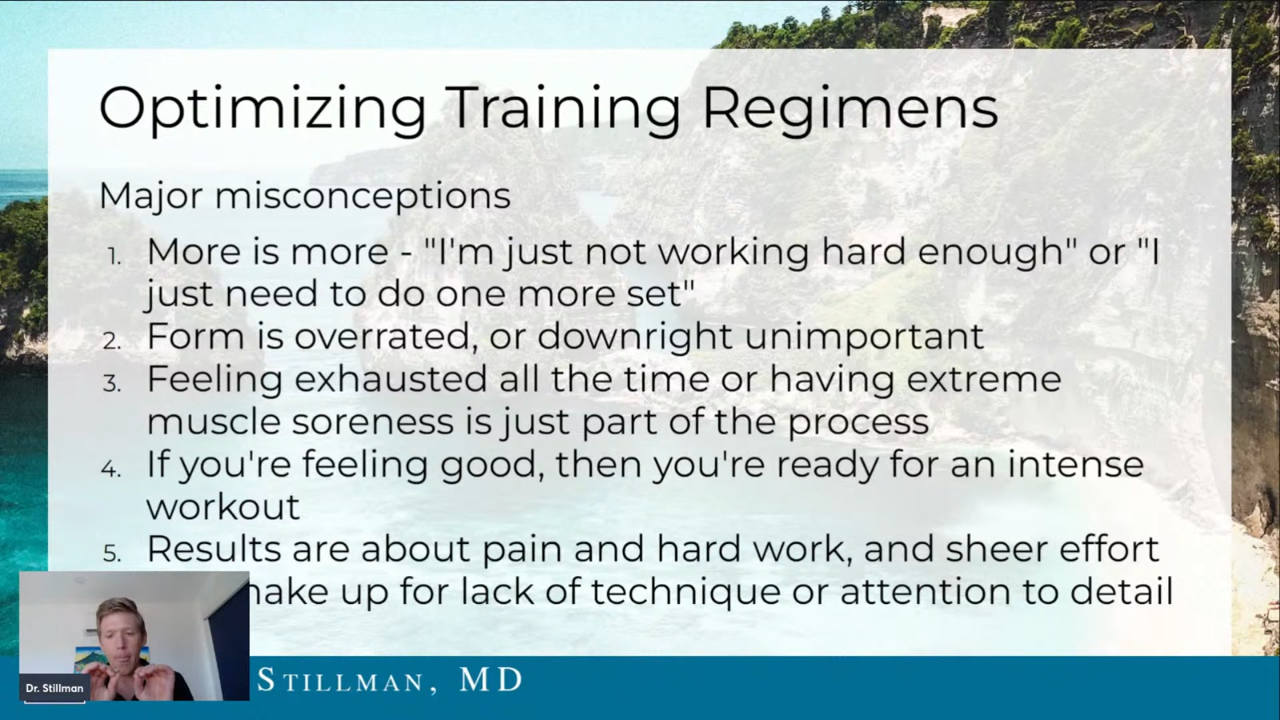 Optimizing Training Regimens
Major misconceptions
1. More is more - "I'm just not working hard enough" or "I
just need to do one more set"
2. Form is overrated, or downright unimportant
3. Feeling exhausted all the time or having extreme
muscle soreness is just part of the process
4. If you're feeling good, then you're ready for an intense
workout
5. Results are about pain and hard work, and sheer effort
up for lack of technique or attention to detail
Dr. Stillman
STILLMAN, MD